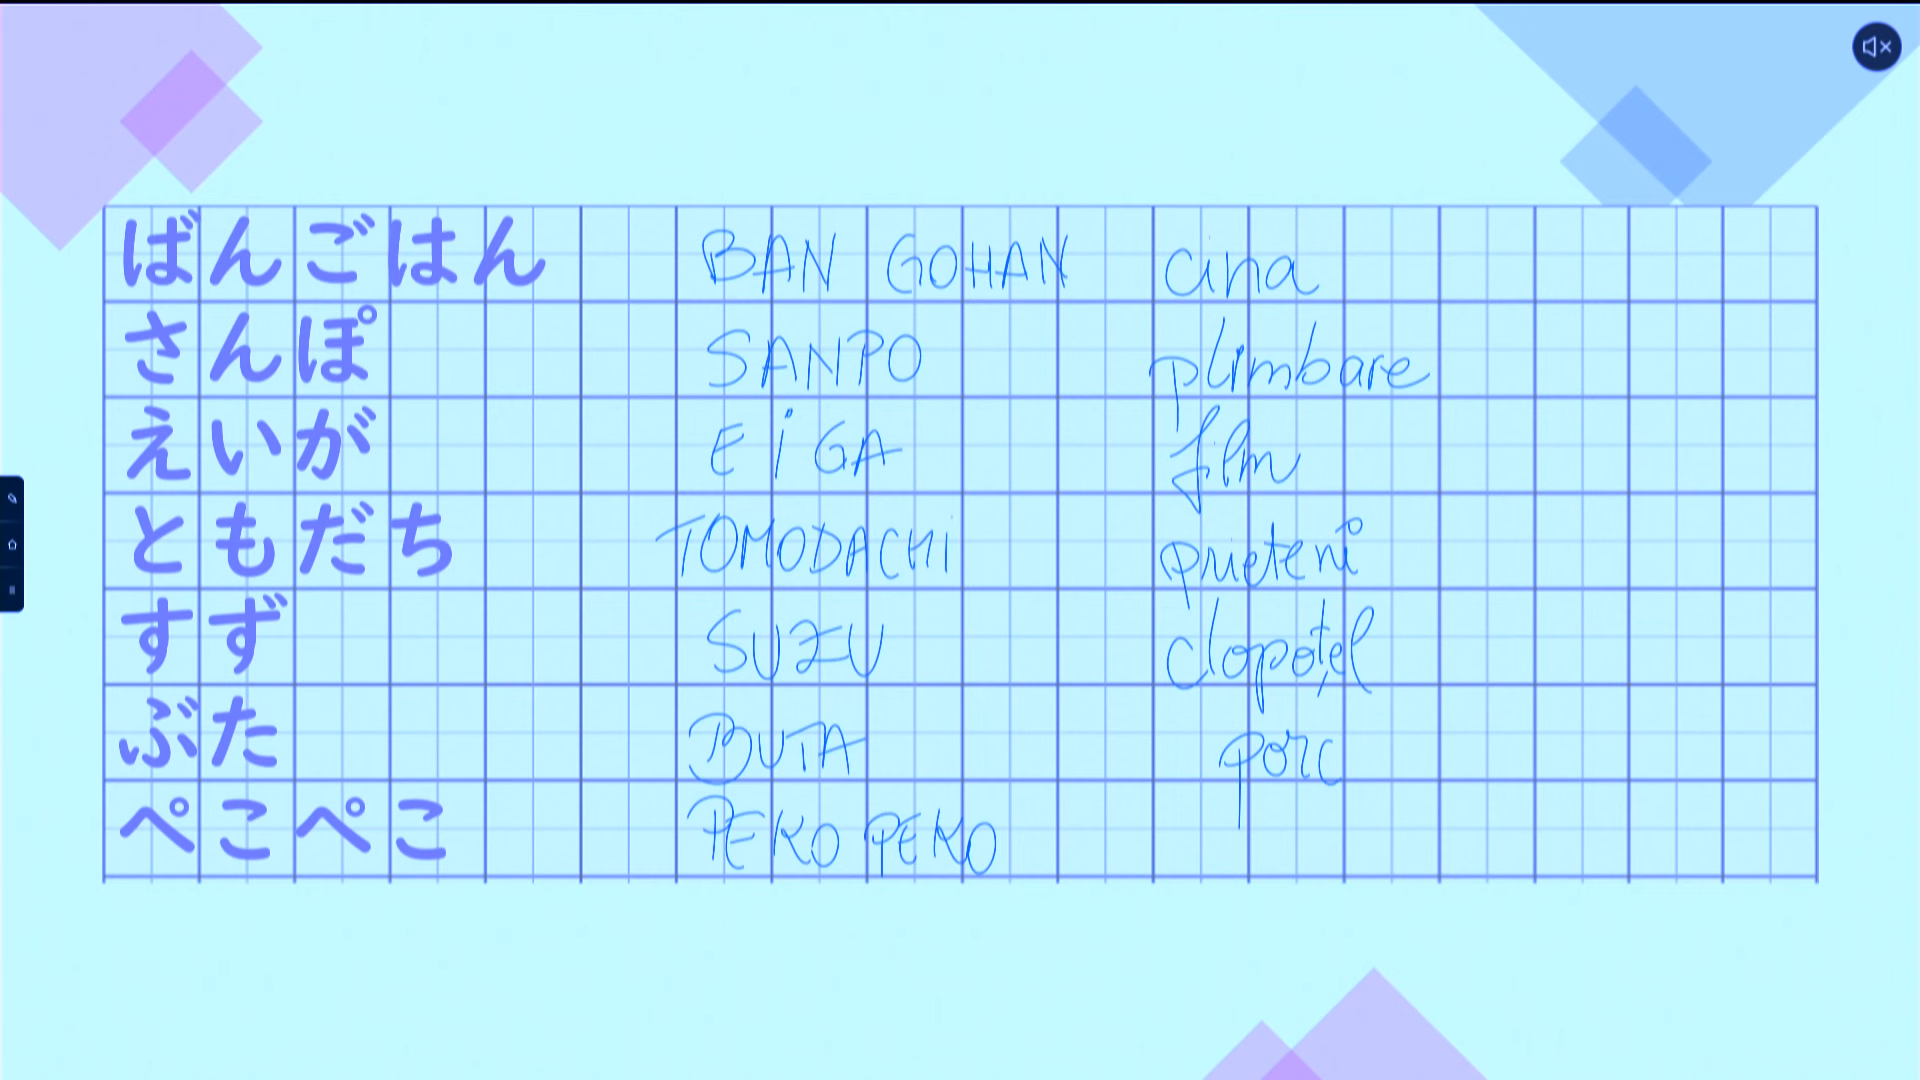 ばんごはん BAN GOHAN cina
さんぽ SANPO plimbare
えいが EiGA film
ともだち TOMODACHi prieteni
すず SUZU clopoțel
ぶた BUTA porc
ぺこぺこ PEKO PEKO